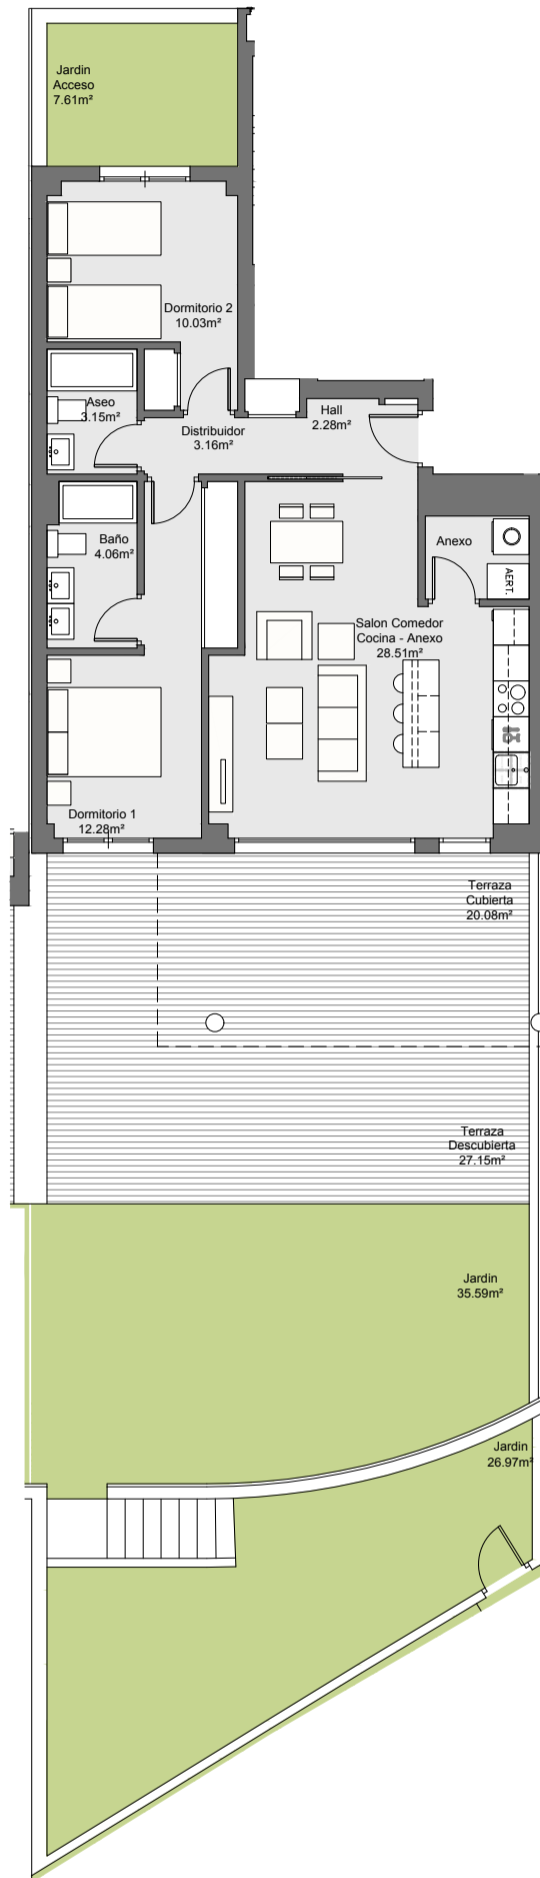 Jardin
Acceso
7.61m²
Dormitorio 2
10.03m²
Aseo
3.15m²
Hall
2.28m²
Distribuidor
3.16m²
Baño
4.06m²
Anexo
AERT.
Salon Comedor
Cocina - Anexo
28.51m²
Dormitorio 1
12.28m²
Terraza
Cubierta
20.08m²
Terraza
Descubierta
27.15m²
Jardin
35.59m²
Jardin
26.97m²